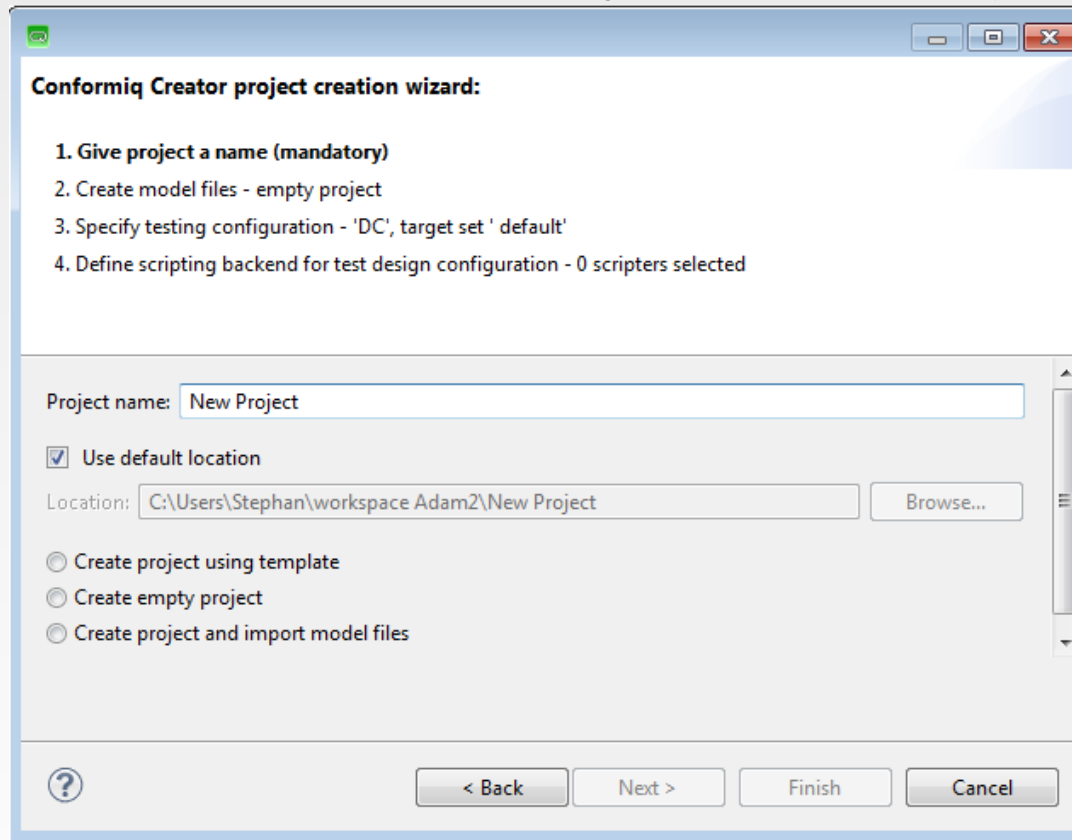 Conformiq Creator project creation wizard:
1. Give project a name (mandatory)
2. Create model files - empty project
3. Specify testing configuration - 'DC', target set ' default'
4. Define scripting backend for test design configuration - 0 scripters selected
Project name: New Project
Use default location
Location: C:\Users\Stephan\workspace Adam2\New Project Browse...
Create project using template
Create empty project
Create project and import model files
? < Back Next > Finish Cancel